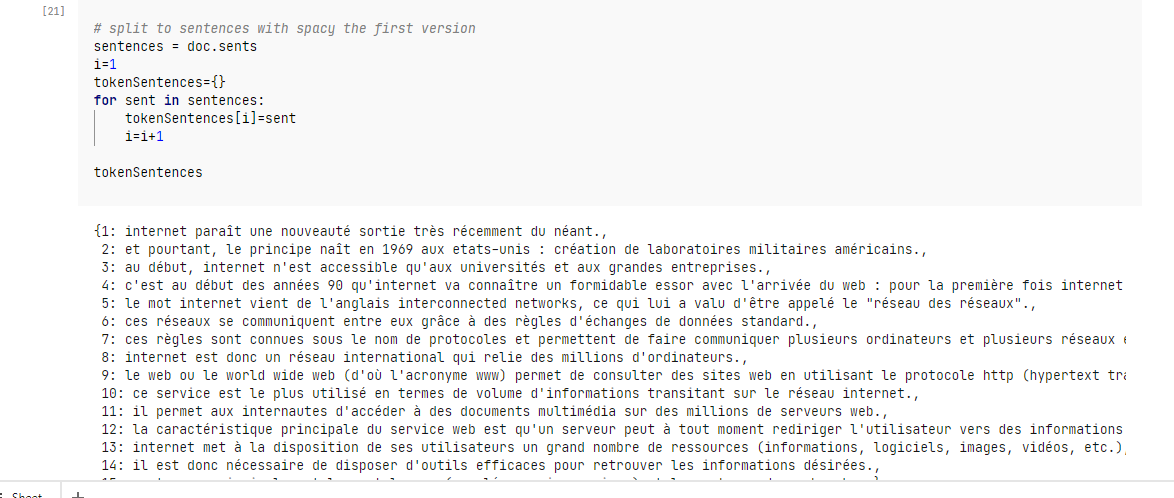 [21]
# split to sentences with spacy the first version
sentences = doc.sents
i=1
tokenSentences={}
for sent in sentences:
    tokenSentences[i]=sent
    i=i+1
tokenSentences
{1: internet paraît une nouveauté sortie très récemment du néant.,
2: et pourtant, le principe naît en 1969 aux etats-unis : création de laboratoires militaires américains.,
3: au début, internet n'est accessible qu'aux universités et aux grandes entreprises.,
4: c'est au début des années 90 qu'internet va connaître un formidable essor avec l'arrivée du web : pour la première fois internet
5: le mot internet vient de l'anglais interconnected networks, ce qui lui a valu d'être appelé le "réseau des réseaux".,
6: ces réseaux se communiquent entre eux grâce à des règles d'échanges de données standard.,
7: ces règles sont connues sous le nom de protocoles et permettent de faire communiquer plusieurs ordinateurs et plusieurs réseaux
8: internet est donc un réseau international qui relie des millions d'ordinateurs.,
9: le web ou le world wide web (d'où l'acronyme www) permet de consulter des sites web en utilisant le protocole http (hypertext
10: ce service est le plus utilisé en termes de volume d'informations transitant sur le réseau internet.,
11: il permet aux internautes d'accéder à des documents multimédia sur des millions de serveurs web.,
12: la caractéristique principale du service web est qu'un serveur peut à tout moment rediriger l'utilisateur vers des informations
13: internet met à la disposition de ses utilisateurs un grand nombre de ressources (informations, logiciels, images, vidéos, etc.),
14: il est donc nécessaire de disposer d'outils efficaces pour retrouver les informations désirées.,
Sheet +